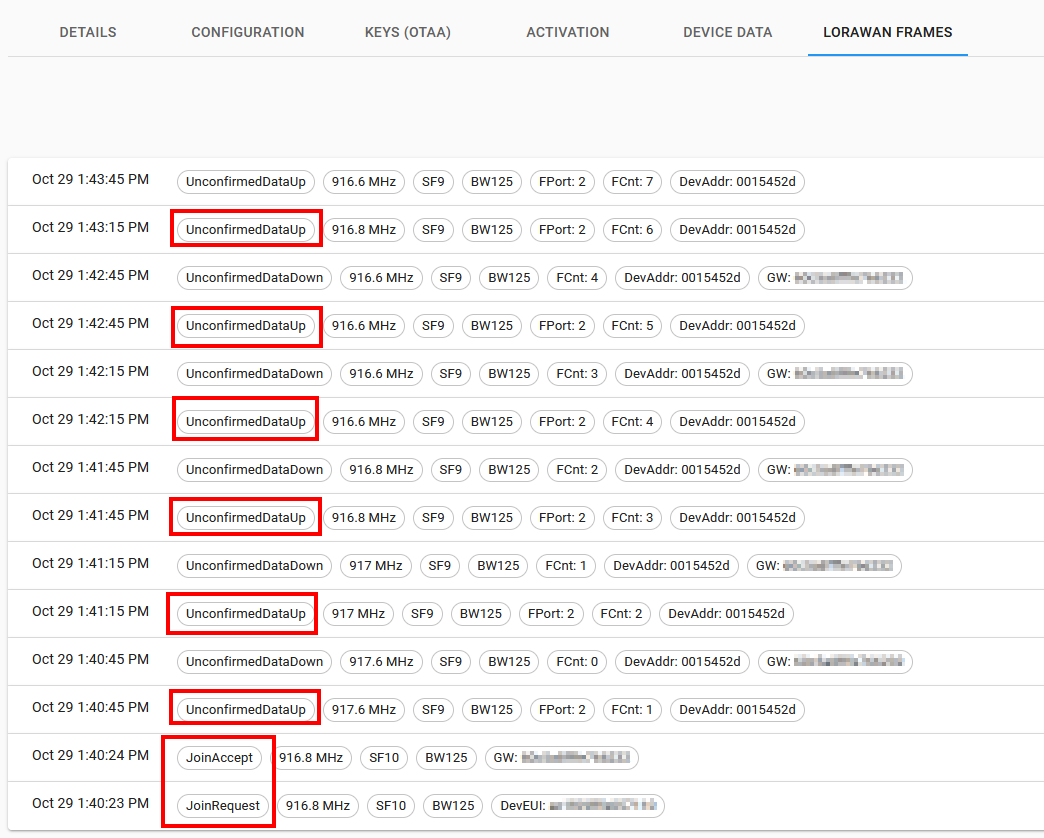 DETAILS CONFIGURATION KEYS (OTAA) ACTIVATION DEVICE DATA LORAWAN FRAMES
Oct 29 1:43:45 PM UnconfirmedDataUp 916.6 MHz SF9 BW125 FPort: 2 FCnt: 7 DevAddr: 0015452d
Oct 29 1:43:15 PM UnconfirmedDataUp 916.8 MHz SF9 BW125 FPort: 2 FCnt: 6 DevAddr: 0015452d
Oct 29 1:42:45 PM UnconfirmedDataDown 916.6 MHz SF9 BW125 FCnt: 4 DevAddr: 0015452d GW:
Oct 29 1:42:45 PM UnconfirmedDataUp 916.6 MHz SF9 BW125 FPort: 2 FCnt: 5 DevAddr: 0015452d
Oct 29 1:42:15 PM UnconfirmedDataDown 916.6 MHz SF9 BW125 FCnt: 3 DevAddr: 0015452d GW:
Oct 29 1:42:15 PM UnconfirmedDataUp 916.6 MHz SF9 BW125 FPort: 2 FCnt: 4 DevAddr: 0015452d
Oct 29 1:41:45 PM UnconfirmedDataDown 916.8 MHz SF9 BW125 FCnt: 2 DevAddr: 0015452d GW:
Oct 29 1:41:45 PM UnconfirmedDataUp 916.8 MHz SF9 BW125 FPort: 2 FCnt: 3 DevAddr: 0015452d
Oct 29 1:41:15 PM UnconfirmedDataDown 917 MHz SF9 BW125 FCnt: 1 DevAddr: 0015452d GW:
Oct 29 1:41:15 PM UnconfirmedDataUp 917 MHz SF9 BW125 FPort: 2 FCnt: 2 DevAddr: 0015452d
Oct 29 1:40:45 PM UnconfirmedDataDown 917.6 MHz SF9 BW125 FCnt: 0 DevAddr: 0015452d GW:
Oct 29 1:40:45 PM UnconfirmedDataUp 917.6 MHz SF9 BW125 FPort: 2 FCnt: 1 DevAddr: 0015452d
Oct 29 1:40:24 PM JoinAccept 916.8 MHz SF10 BW125 GW:
Oct 29 1:40:23 PM JoinRequest 916.8 MHz SF10 BW125 DevEUI: